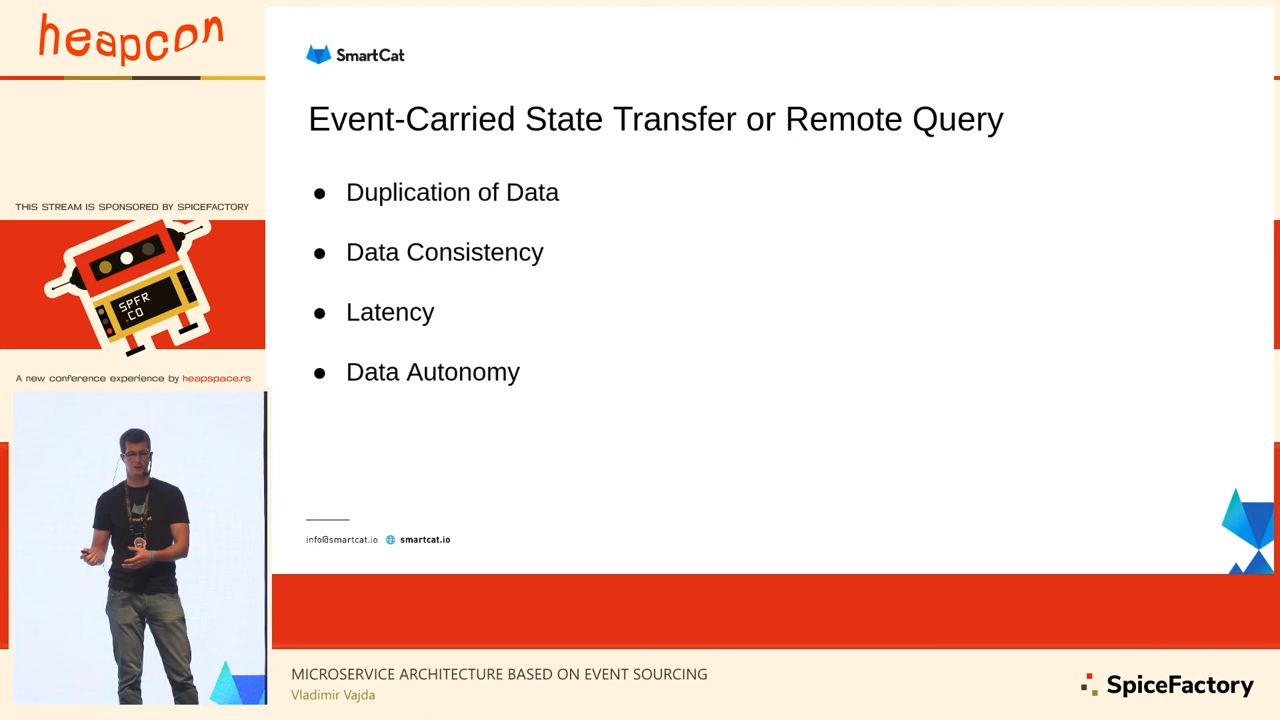 heapcon
THIS STREAM IS SPONSORED BY SPICEFACTORY
SPFR
.CO
A new conference experience by heapspace.rs
SmartCat
Event-Carried State Transfer or Remote Query
● Duplication of Data
● Data Consistency
● Latency
● Data Autonomy
info@smartcat.io smartcat.io
MICROSERVICE ARCHITECTURE BASED ON EVENT SOURCING
Vladimir Vajda
SpiceFactory